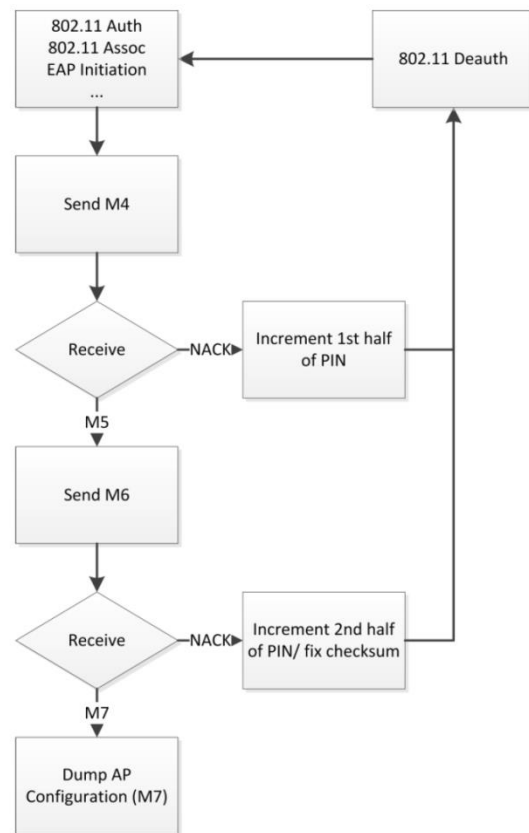 802.11 Auth
802.11 Assoc
EAP Initiation
...
802.11 Deauth
Send M4
Receive
NACK
Increment 1st half
of PIN
M5
Send M6
Receive
NACK
Increment 2nd half
of PIN/ fix checksum
M7
Dump AP
Configuration (M7)